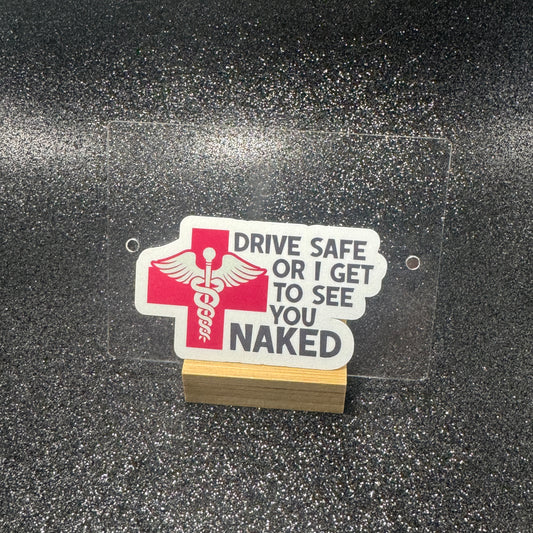 DRIVE SAFE
OR I GET
TO SEE
YOU
NAKED